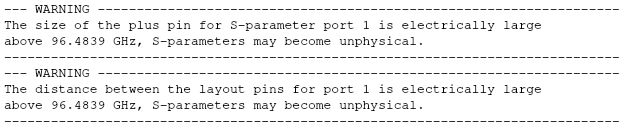 --- WARNING -------------------------------------------------------------------
The size of the plus pin for S-parameter port 1 is electrically large
above 96.4839 GHz, S-parameters may become unphysical.
-------------------------------------------------------------------------------
--- WARNING -------------------------------------------------------------------
The distance between the layout pins for port 1 is electrically large
above 96.4839 GHz, S-parameters may become unphysical.
-------------------------------------------------------------------------------